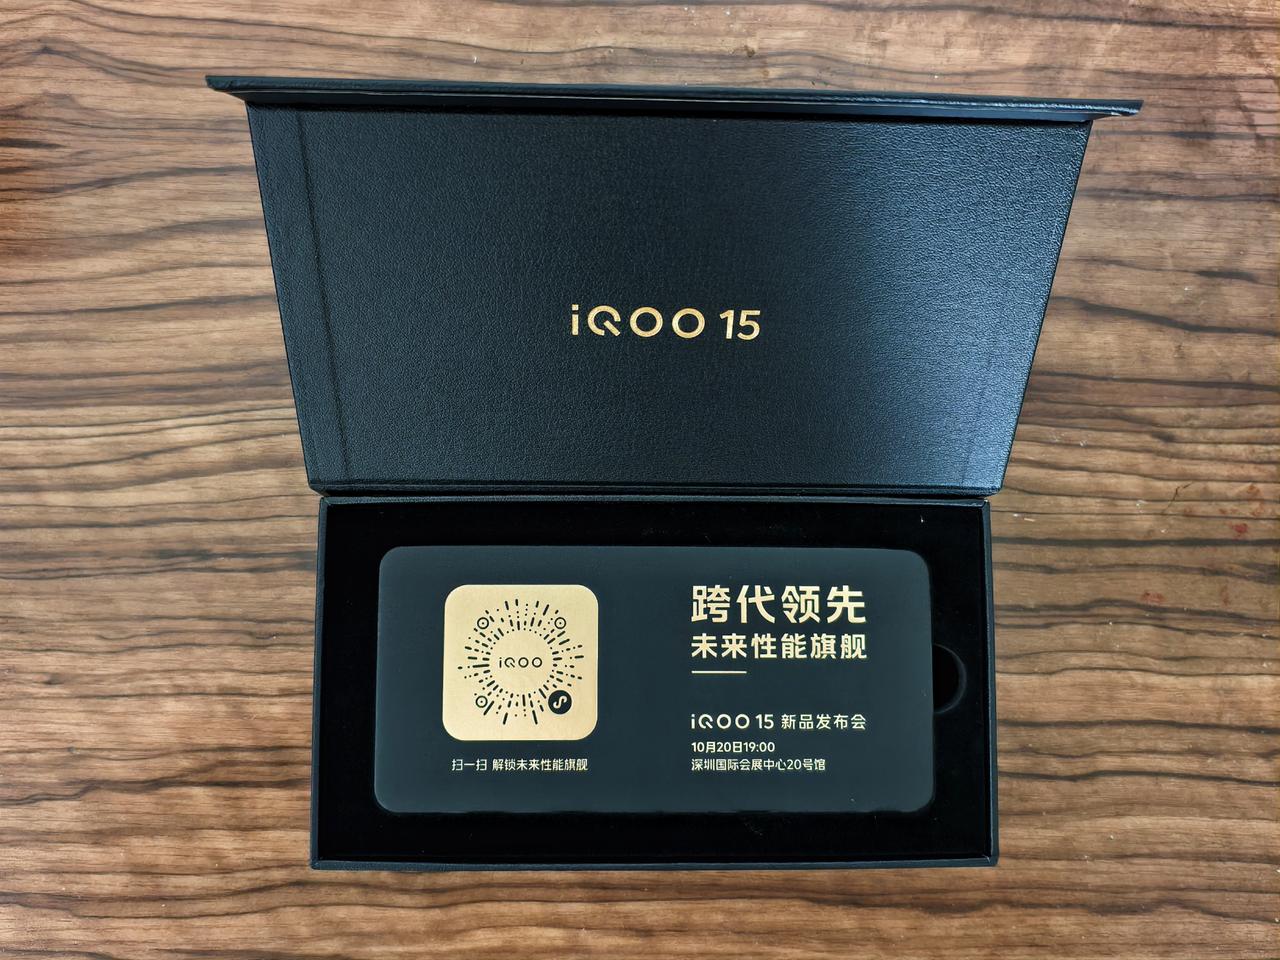 iQOO 15
iQOO
扫一扫 解锁未来性能旗舰
跨代领先
未来性能旗舰
iQOO 15 新品发布会
10月20日19:00
深圳国际会展中心20号馆